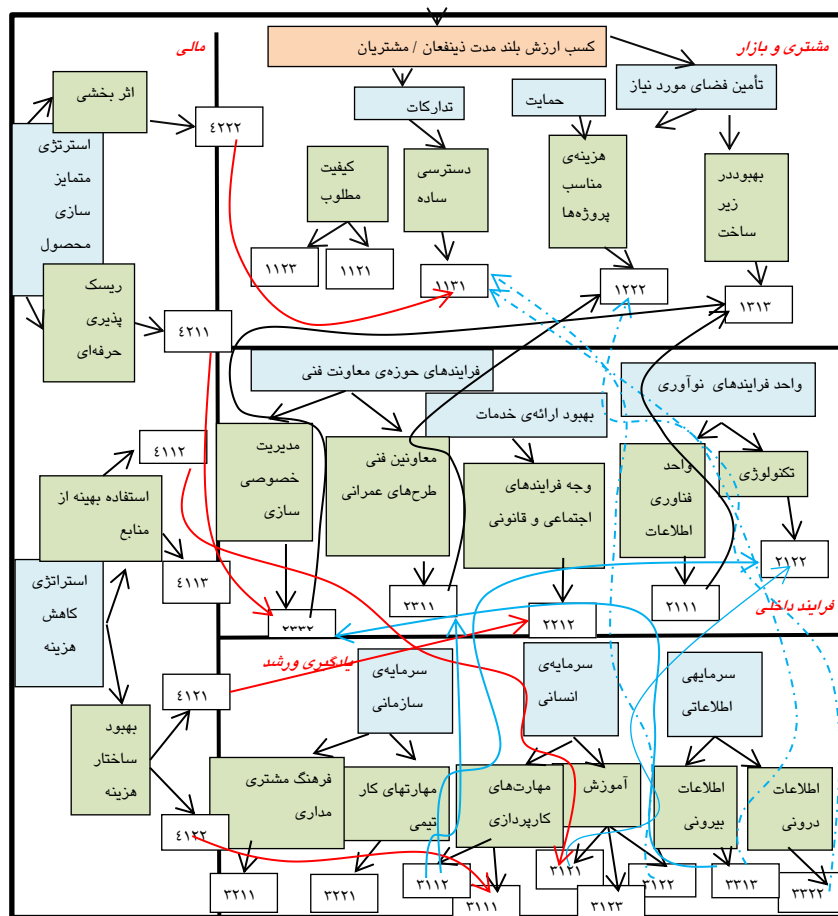 مشتری و بازار
کسب ارزش بلند مدت ذینفعان / مشتریان
مالی
تأمین فضای مورد نیاز
حمایت
تدارکات
اثر بخشی
۴۲۲۲
استرتژی
متمایز
سازی
محصول
بهبوددر
زیر
ساخت
هزینه‌ی
مناسب
پروژه‌ها
دسترسی
ساده
کیفیت
مطلوب
۱۱۲۳
۱۱۲۱
۱۱۳۱
۱۲۲۲
۱۳۱۳
ریسک
پذیری
حرفه‌ای
۴۲۱۱
واحد فرایندهای نوآوری
فرایندهای حوزه‌ی معاونت فنی
بهبود ارائه‌ی خدمات
تکنولوژی
واحد
فناوری
اطلاعات
وجه فرایندهای
اجتماعی و قانونی
معاونین فنی
طرح‌های عمرانی
مدیریت
خصوصی
سازی
۲۱۲۲
۲۱۱۱
۲۲۱۲
۲۳۱۱
۲۳۳۲
فرایند داخلی
۴۱۱۲
استفاده بهینه از
منابع
۴۱۱۳
استراتژی
کاهش
هزینه
۴۱۲۱
بهبود
ساختار
هزینه
۴۱۲۲
یادگیری ورشد
سرمایهی
اطلاعاتی
سرمایه‌ی
انسانی
سرمایه‌ی
سازمانی
اطلاعات
درونی
اطلاعات
بیرونی
آموزش
مهارت‌های
کارپردازی
مهارتهای کار
تیمی
فرهنگ مشتری
مداری
۳۲۱۱
۳۲۲۱
۳۱۱۲
۳۱۱۱
۳۱۲۱
۳۱۲۳
۳۱۲۲
۳۳۱۳
۳۳۲۲